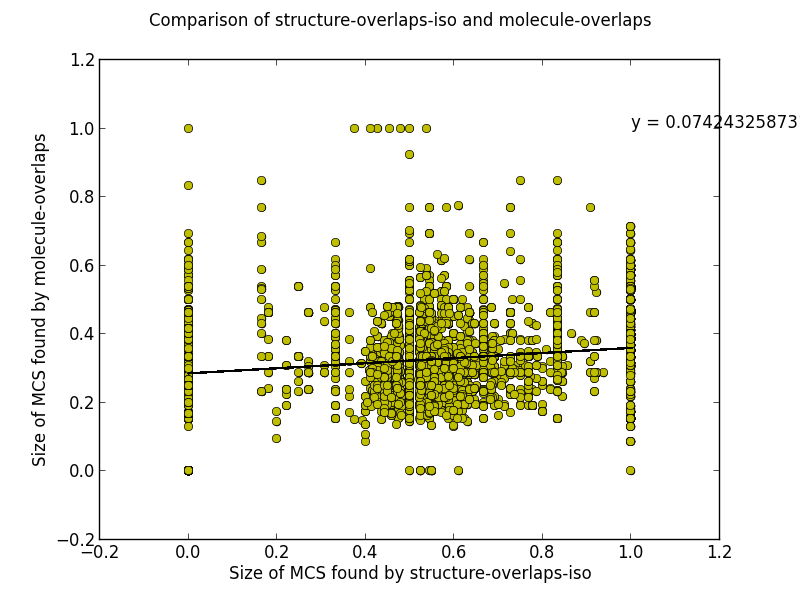 Comparison of structure-overlaps-iso and molecule-overlaps
y = 0.07424325873
Size of MCS found by molecule-overlaps
1.2
1.0
0.8
0.6
0.4
0.2
0.0
−0.2
−0.2 0.0 0.2 0.4 0.6 0.8 1.0 1.2
Size of MCS found by structure-overlaps-iso